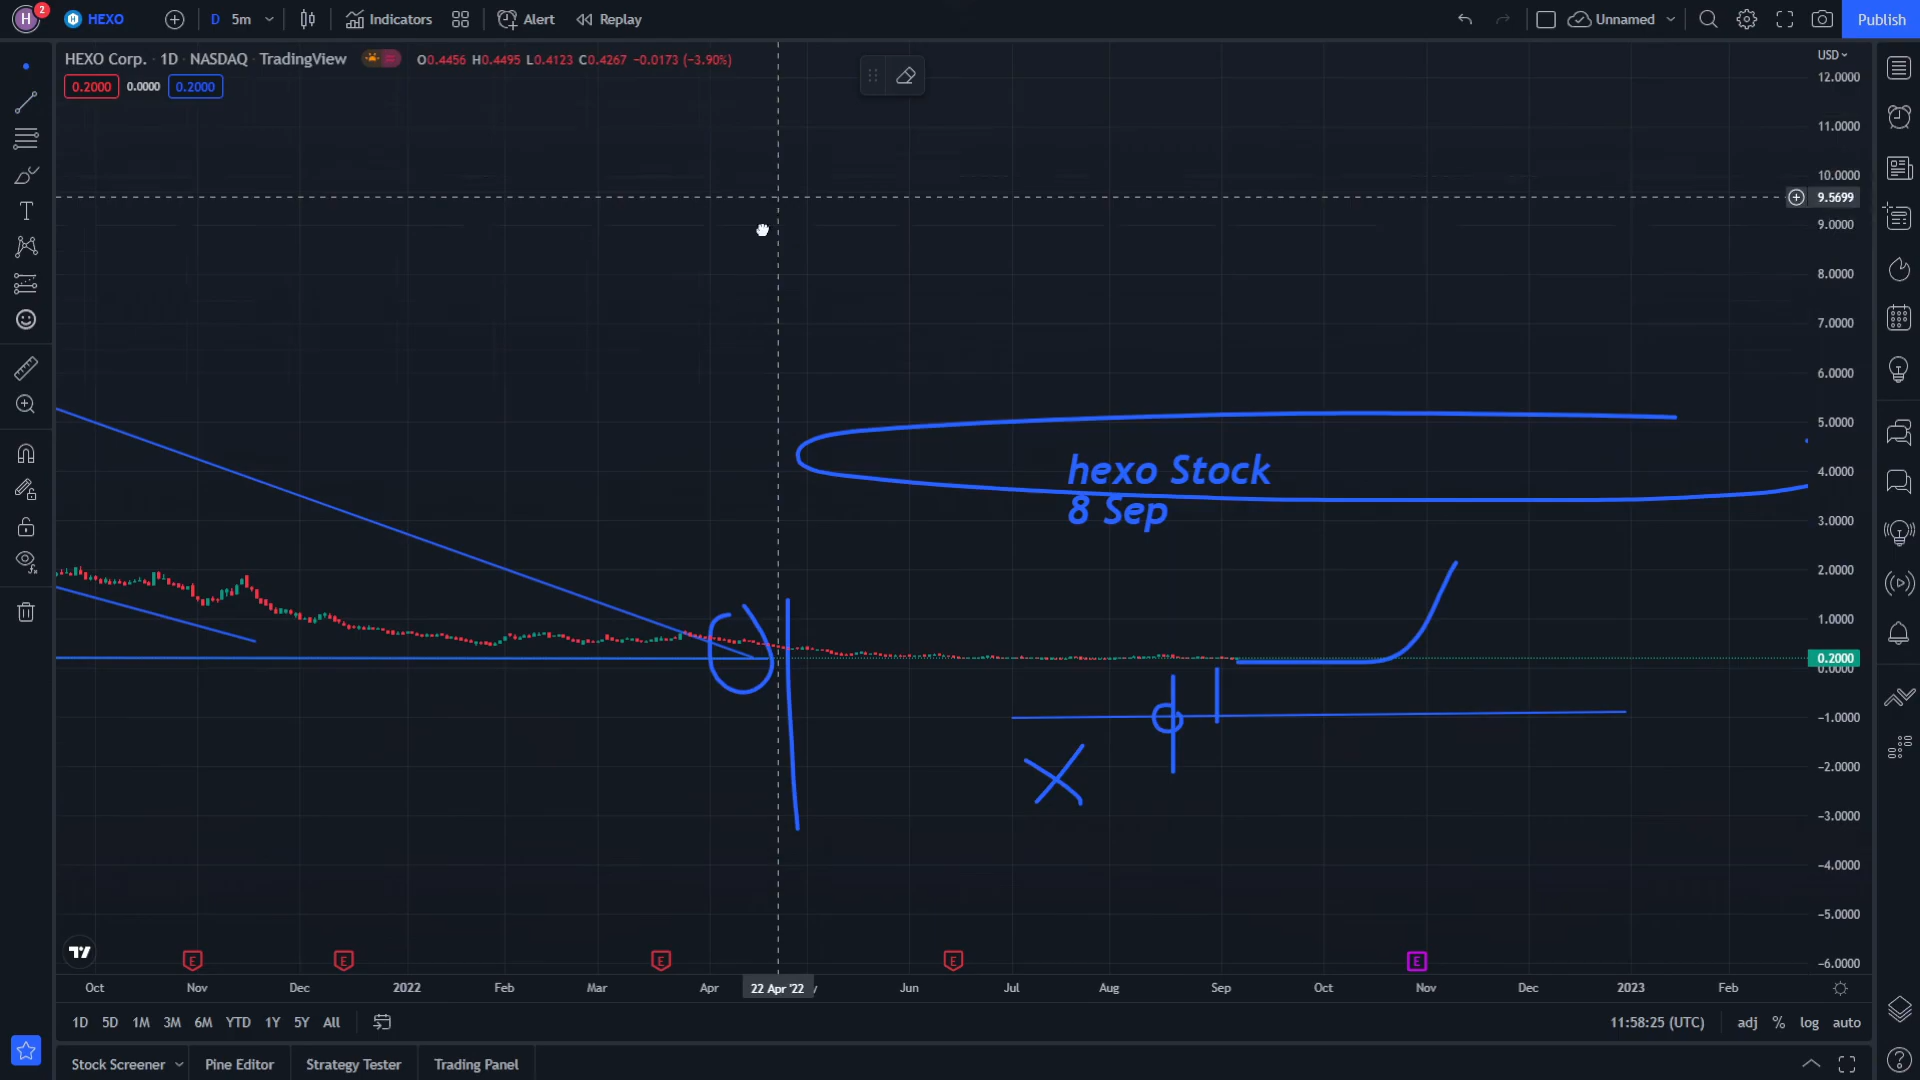 H 2 HEXO D 5m Indicators Alert Replay Unnamed Publish
HEXO Corp. · 1D · NASDAQ · TradingView O0.4456 H0.4495 L0.4123 C0.4267 −0.0173 (−3.90%) USD
0.2000 0.0000 0.2000
12.0000
11.0000
10.0000
9.5699
9.0000
8.0000
7.0000
6.0000
5.0000
4.0000
hexo Stock
8 Sep
3.0000
2.0000
1.0000
0.2000
0.0000
−1.0000
−2.0000
−3.0000
−4.0000
−5.0000
−6.0000
E E E E E
Oct Nov Dec 2022 Feb Mar Apr 22 Apr '22 Jun Jul Aug Sep Oct Nov Dec 2023 Feb
1D 5D 1M 3M 6M YTD 1Y 5Y All 11:58:25 (UTC) adj % log auto
Stock Screener Pine Editor Strategy Tester Trading Panel